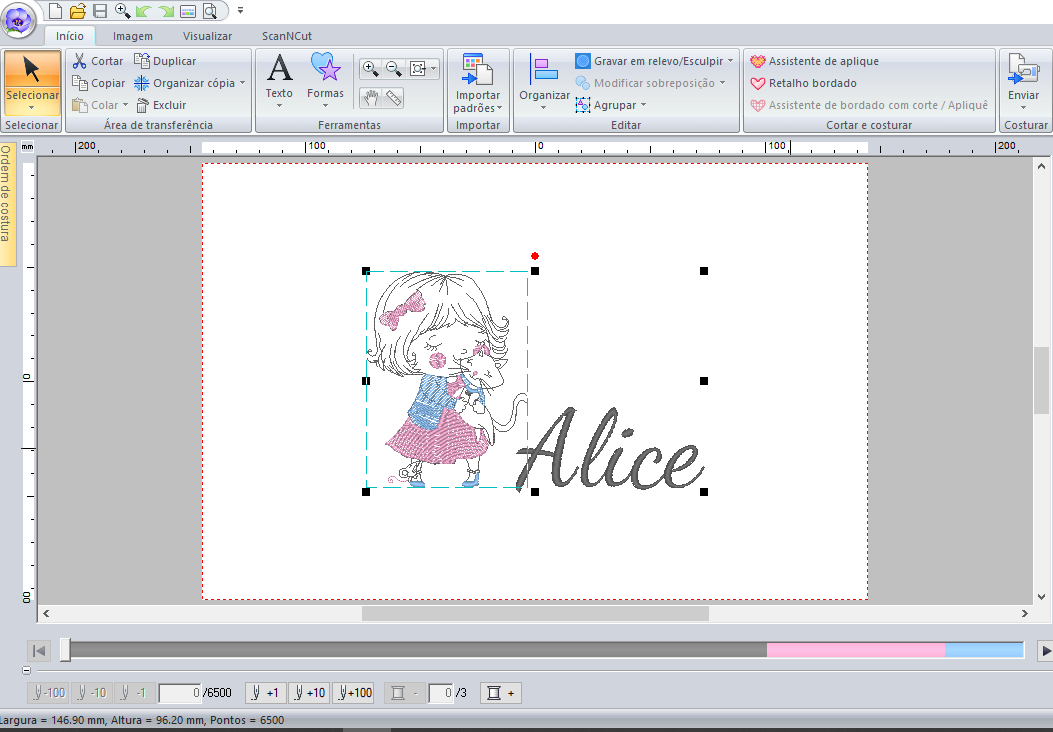 Início Imagem Visualizar ScanNCut
Selecionar
Selecionar
Cortar
Copiar
Colar
Duplicar
Organizar cópia
Excluir
Área de transferência
Texto
Formas
Ferramentas
Importar
padrões
Importar
Organizar
Gravar em relevo/Esculpir
Modificar sobreposição
Agrupar
Editar
Assistente de aplique
Retalho bordado
Assistente de bordado com corte / Apliquê
Cortar e costurar
Enviar
Costurar
mm
200 100 0 100 200
Ordem de costura
0
00
Alice
-100 -10 -1 0 /6500 +1 +10 +100 - 0 /3 +
Largura = 146.90 mm, Altura = 96.20 mm, Pontos = 6500